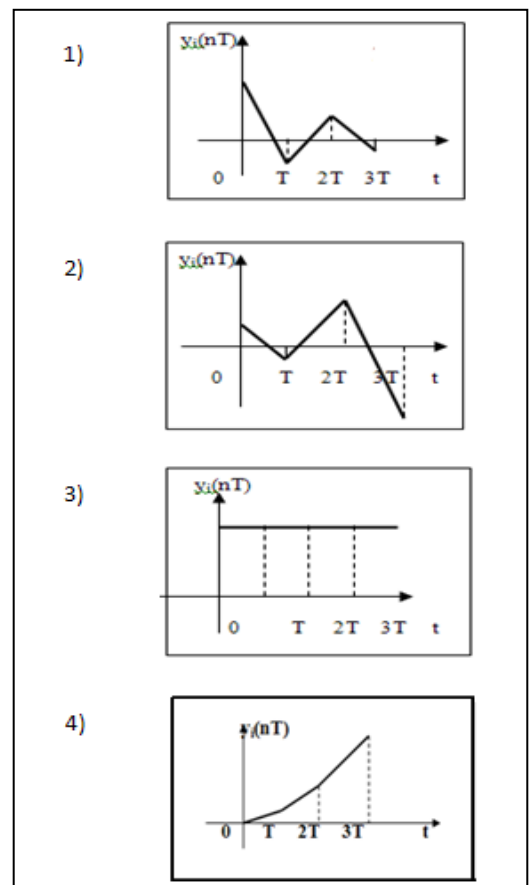 1)
yᵢ(nT)
0 T 2T 3T t
2)
yᵢ(nT)
0 T 2T 3T t
3)
yᵢ(nT)
0 T 2T 3T t
4)
yᵢ(nT)
0 T 2T 3T t